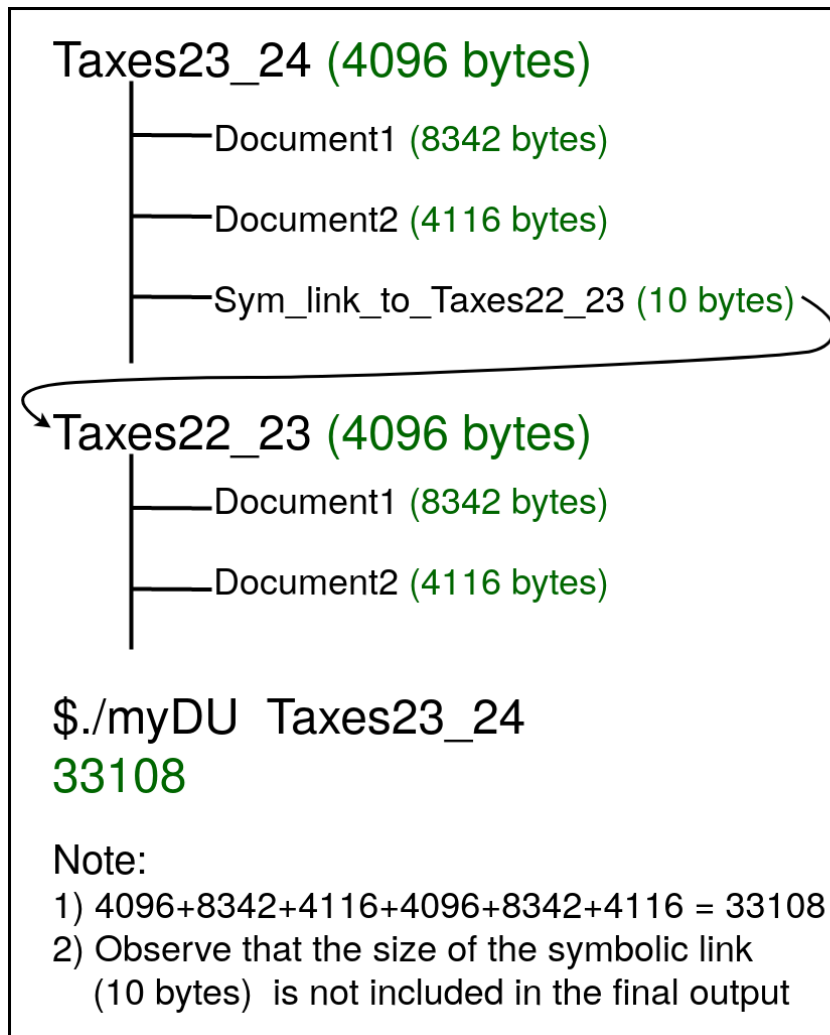 Taxes23_24 (4096 bytes)
Document1 (8342 bytes)
Document2 (4116 bytes)
Sym_link_to_Taxes22_23 (10 bytes)
Taxes22_23 (4096 bytes)
Document1 (8342 bytes)
Document2 (4116 bytes)
$./myDU Taxes23_24
33108
Note:
1) 4096+8342+4116+4096+8342+4116 = 33108
2) Observe that the size of the symbolic link
(10 bytes) is not included in the final output